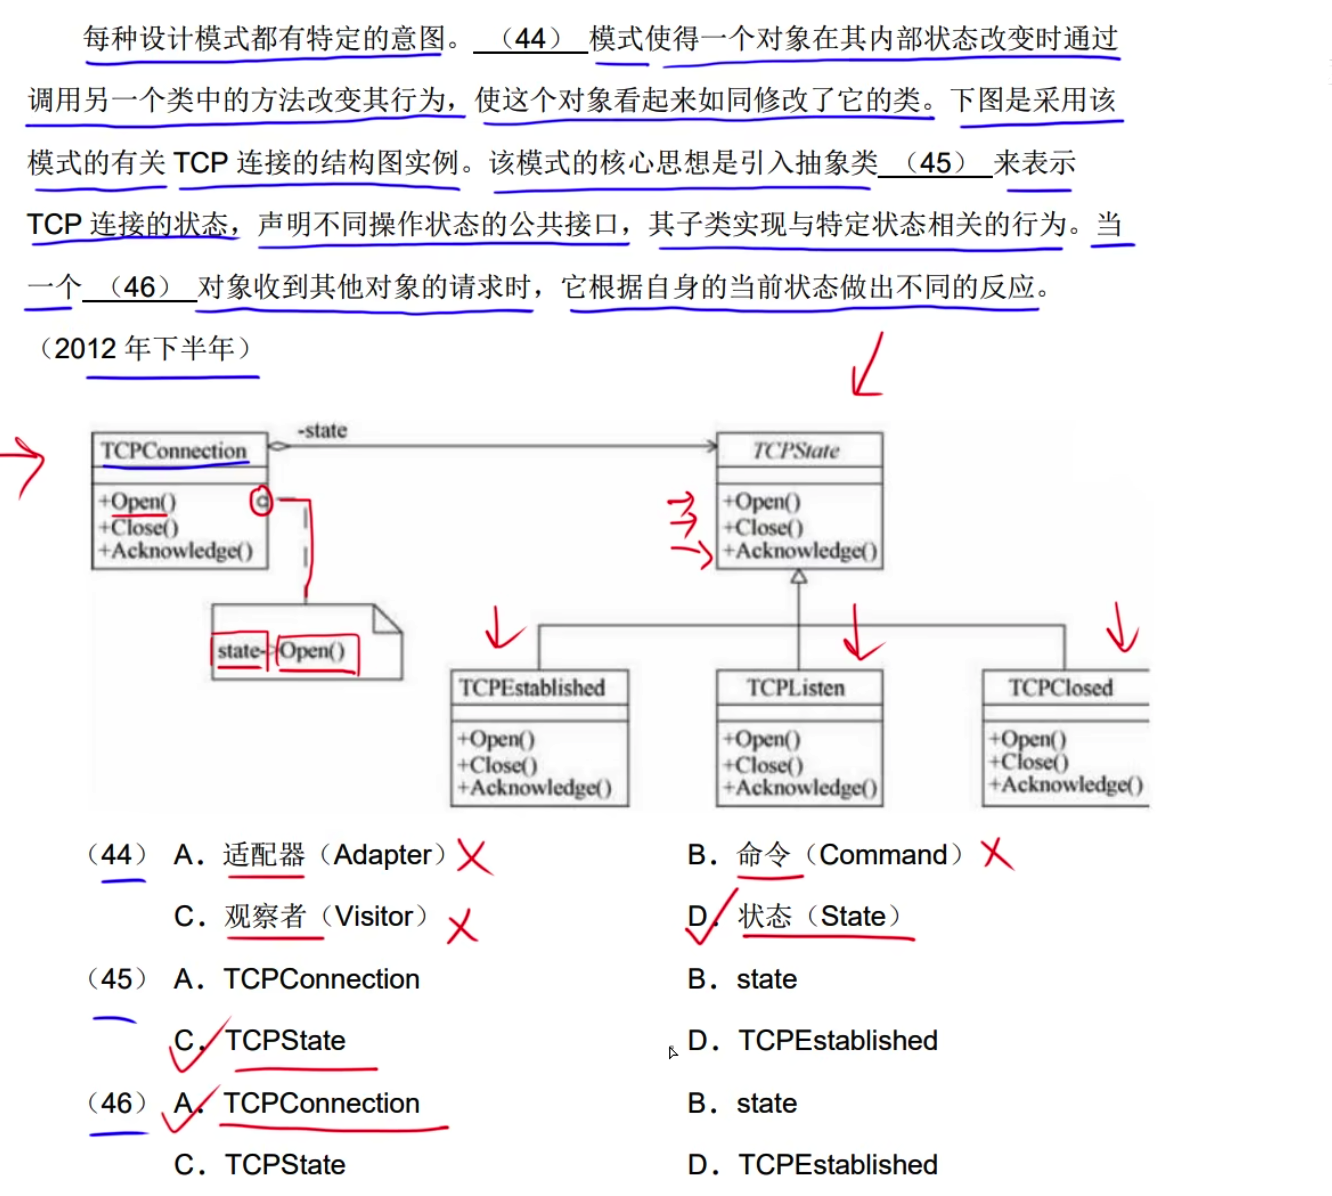 每种设计模式都有特定的意图。 （44） 模式使得一个对象在其内部状态改变时通过
调用另一个类中的方法改变其行为，使这个对象看起来如同修改了它的类。下图是采用该
模式的有关 TCP 连接的结构图实例。该模式的核心思想是引入抽象类 （45） 来表示
TCP 连接的状态，声明不同操作状态的公共接口，其子类实现与特定状态相关的行为。当
一个 （46） 对象收到其他对象的请求时，它根据自身的当前状态做出不同的反应。
（2012 年下半年）
-state
TCPConnection
TCPState
+Open()
+Close()
+Acknowledge()
+Open()
+Close()
+Acknowledge()
state->Open()
TCPEstablished
TCPListen
TCPClosed
+Open()
+Close()
+Acknowledge()
+Open()
+Close()
+Acknowledge()
+Open()
+Close()
+Acknowledge()
（44） A．适配器（Adapter） B．命令（Command）
C．观察者（Visitor） D．状态（State）
（45） A．TCPConnection B．state
C．TCPState D．TCPEstablished
（46） A．TCPConnection B．state
C．TCPState D．TCPEstablished